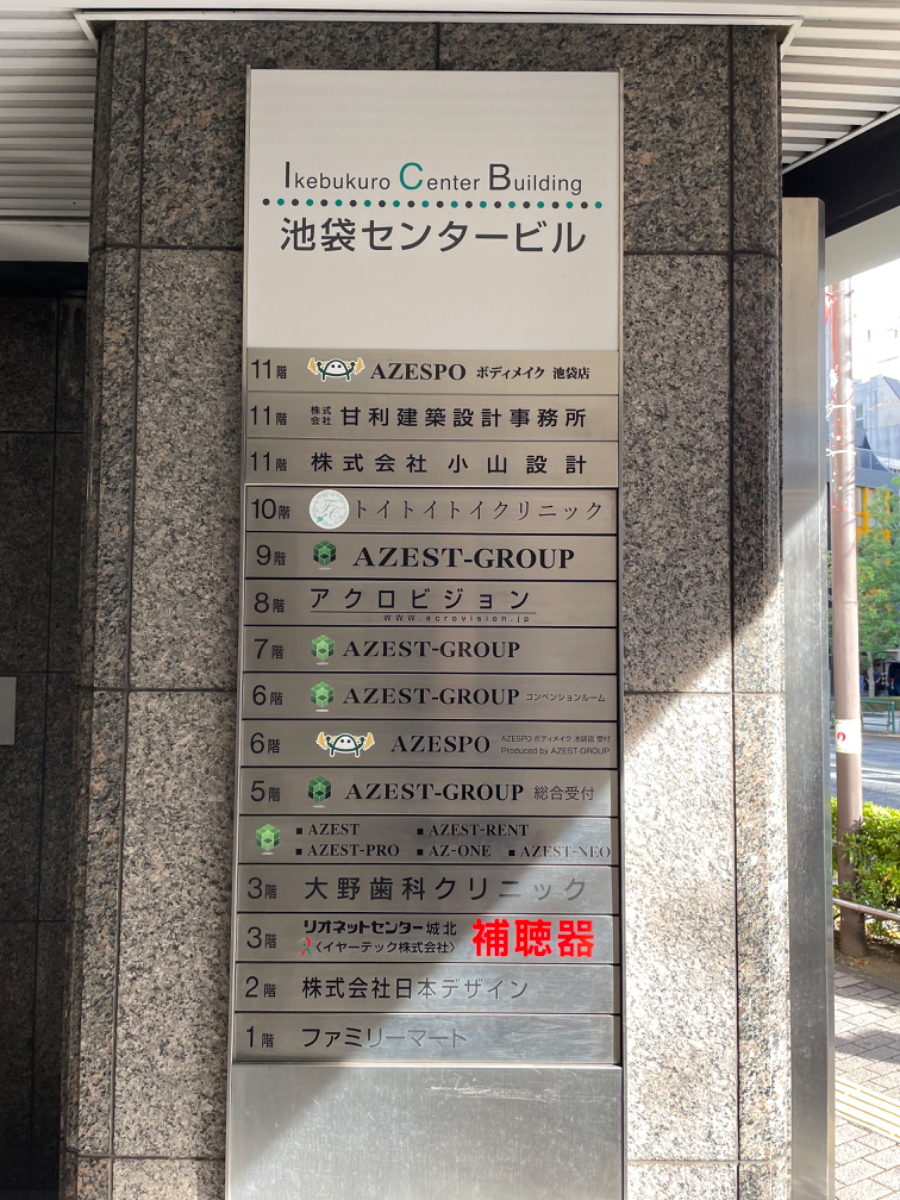 Ikebukuro Center Building
池袋センタービル
11階 AZESPO ボディメイク 池袋店
11階 株式会社 甘利建築設計事務所
11階 株式会社 小山設計
10階 トイトイトイクリニック
9階 AZEST-GROUP
8階 アクロビジョン
www.acrovision.jp
7階 AZEST-GROUP
6階 AZEST-GROUP コンベンションルーム
6階 AZESPO AZESPO ボディメイク 池袋店 受付
Produced by AZEST-GROUP
5階 AZEST-GROUP 総合受付
■ AZEST ■ AZEST-RENT
■ AZEST-PRO ■ AZ-ONE ■ AZEST-NEO
3階 大野歯科クリニック
3階 リオネットセンター城北 補聴器
〈イヤーテック株式会社〉
2階 株式会社日本デザイン
1階 ファミリーマート